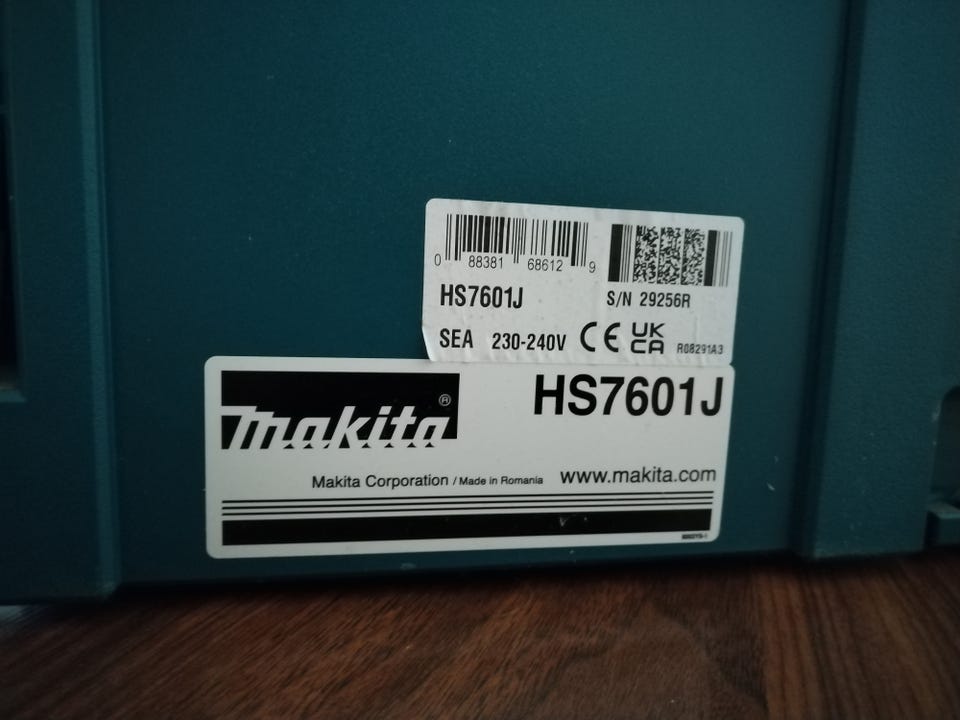 0 88381 68612 9
HS7601J
S/N 29256R
SEA 230-240V CE UK CA
R08291A3
makita®
HS7601J
Makita Corporation / Made in Romania
www.makita.com